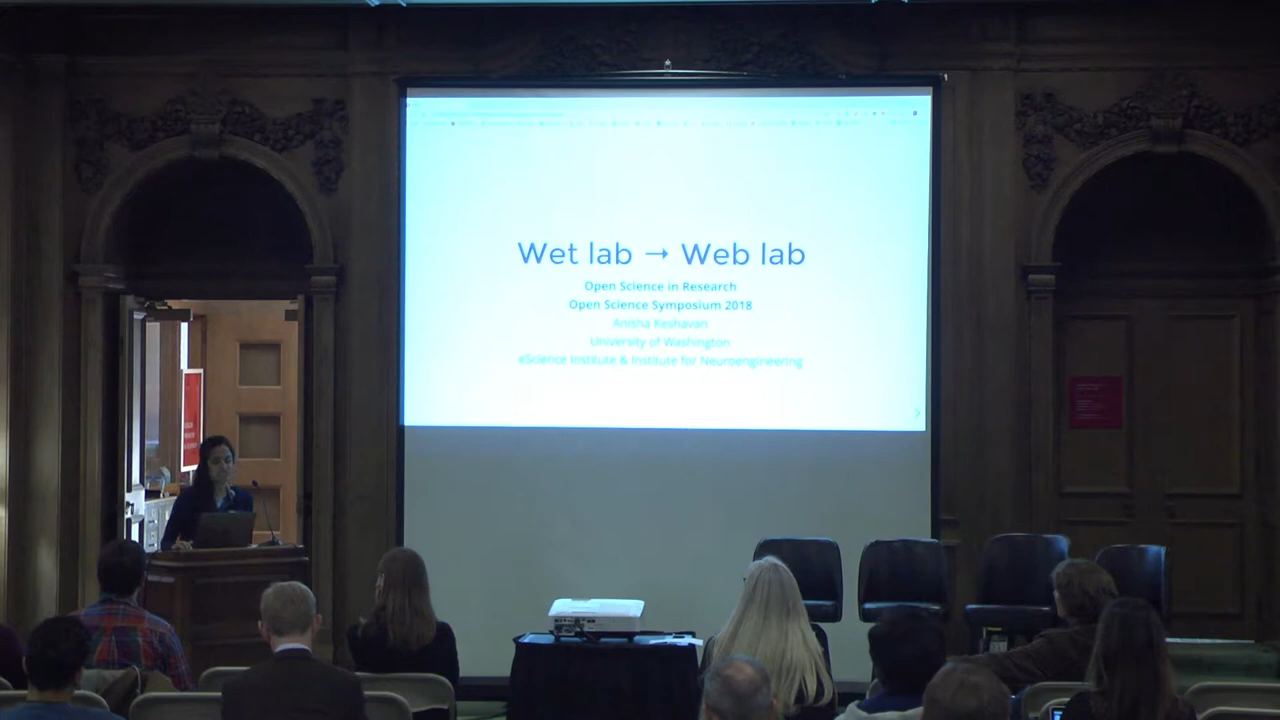 Wet lab → Web lab
Open Science in Research
Open Science Symposium 2018
Anisha Keshavan
University of Washington
eScience Institute & Institute for Neuroengineering